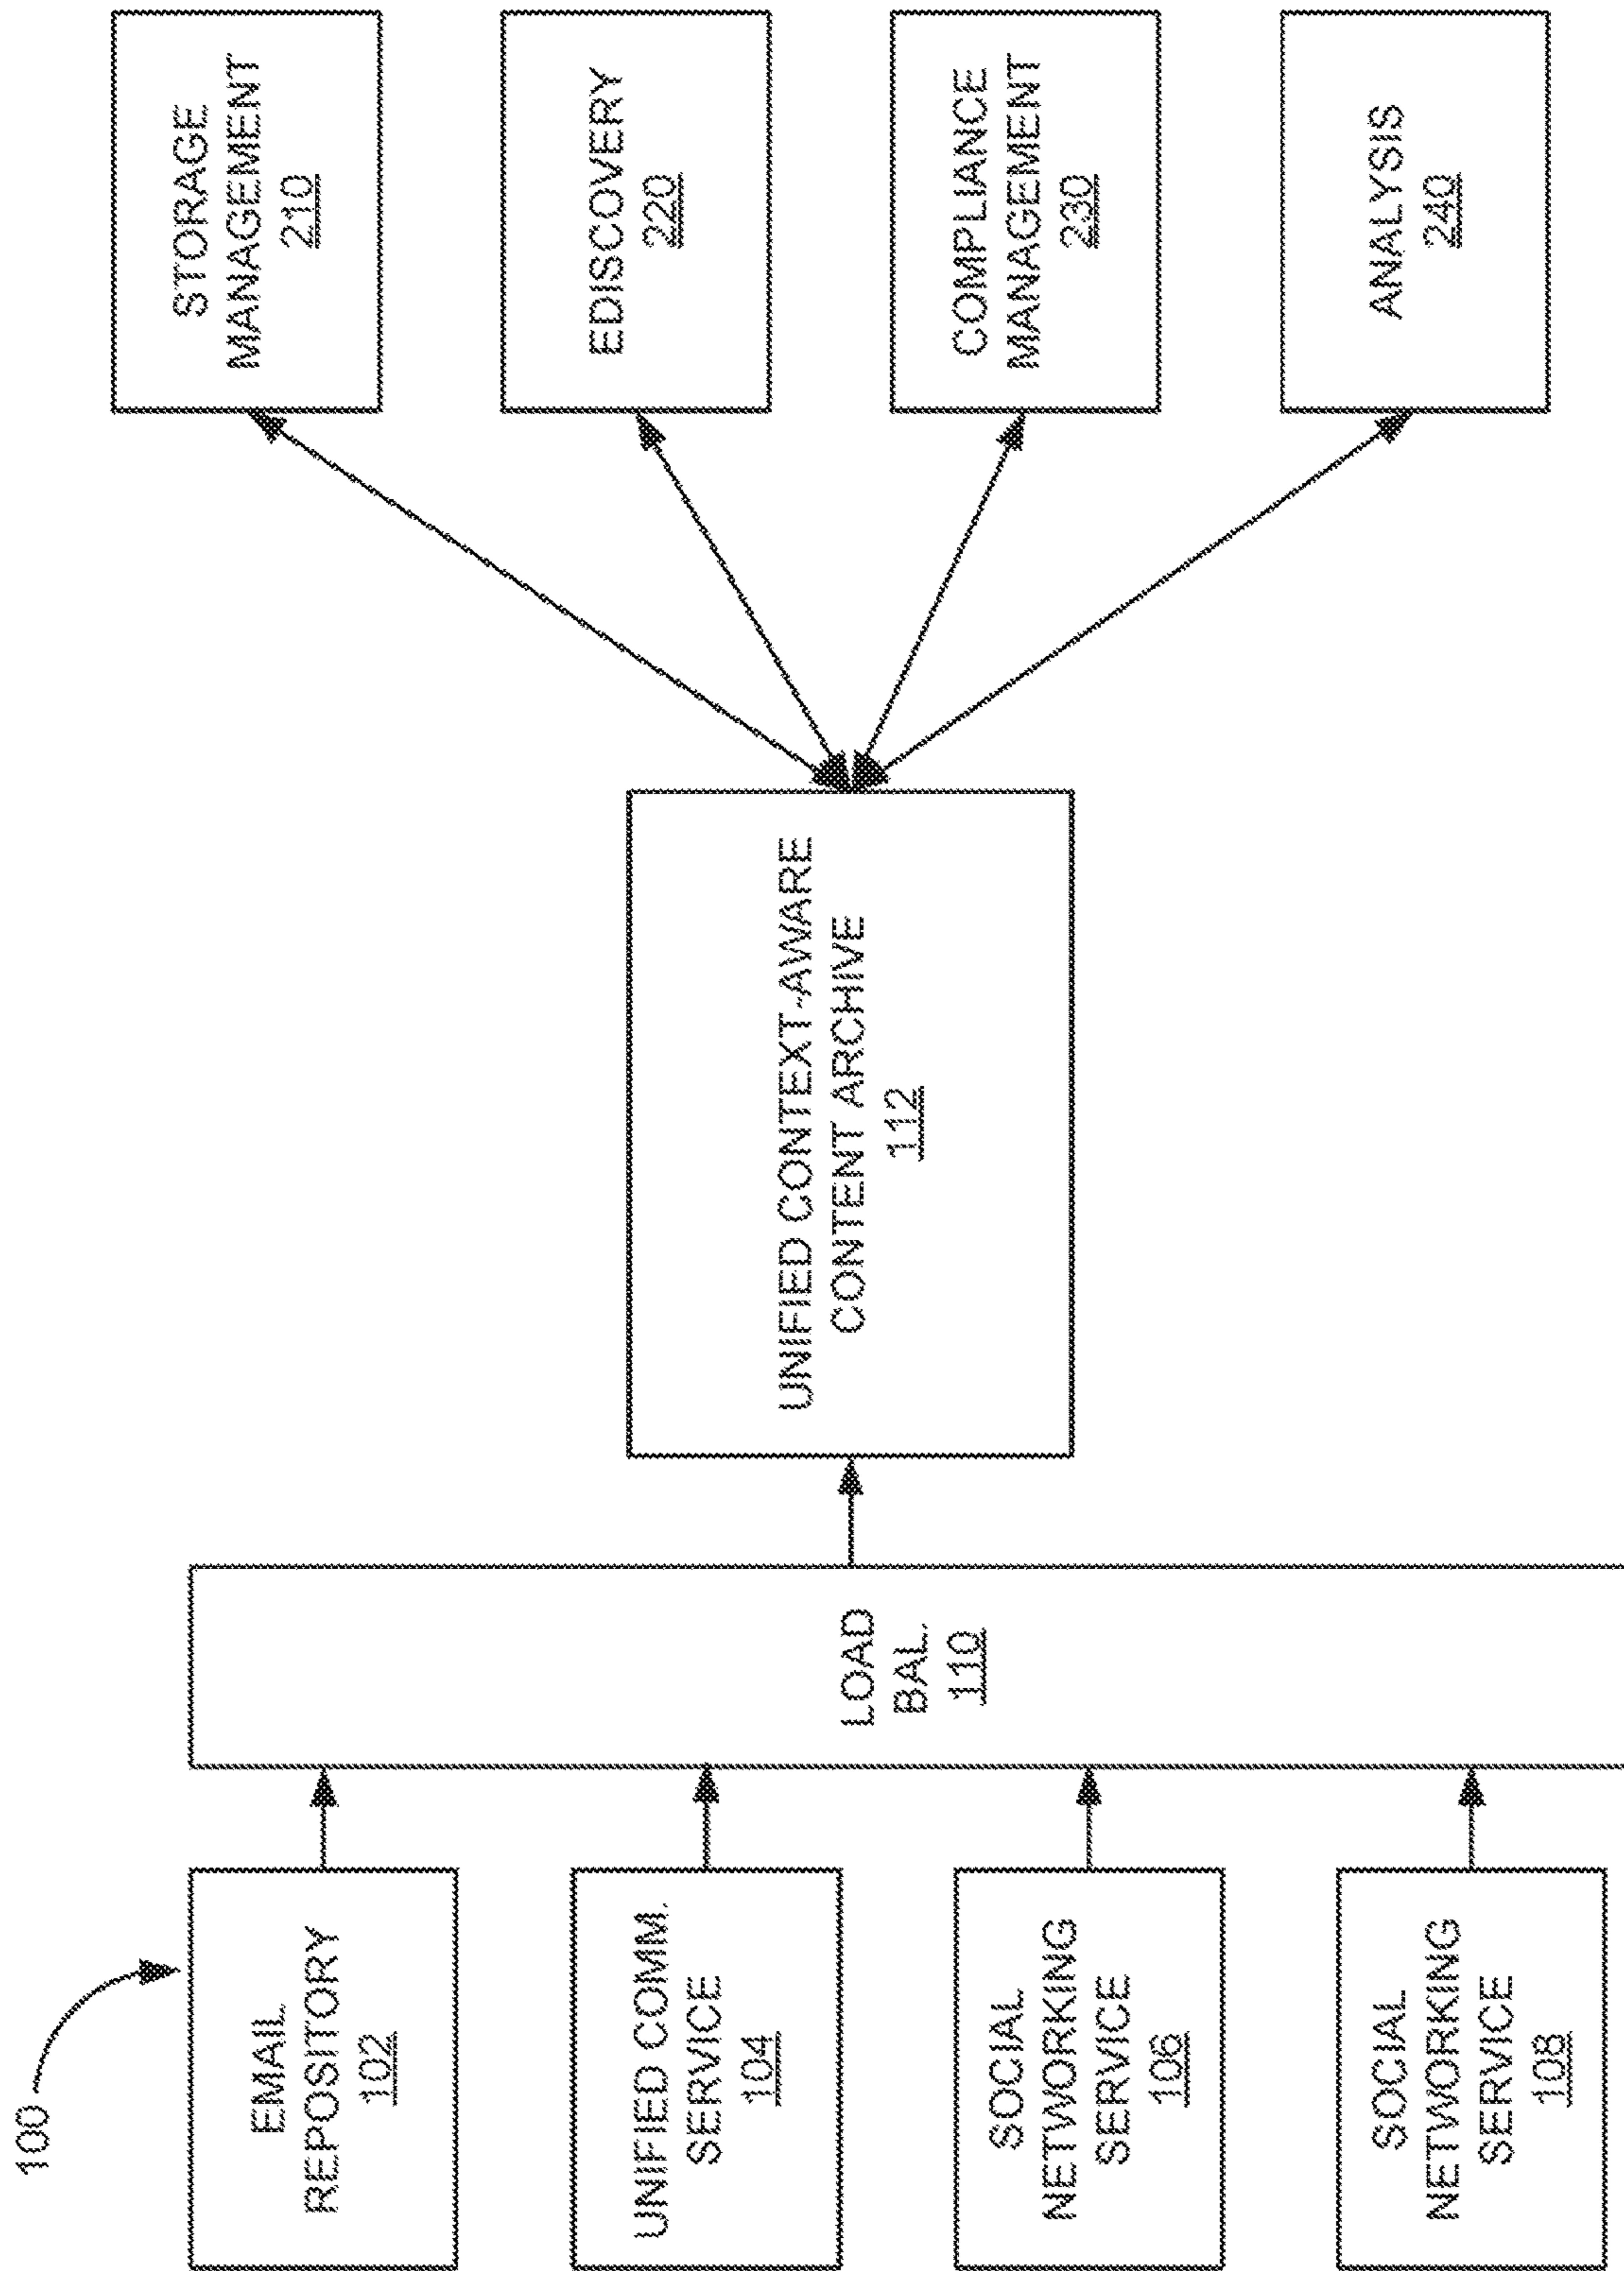 100
EMAIL
REPOSITORY
102
UNIFIED COMM.
SERVICE
104
SOCIAL
NETWORKING
SERVICE
106
SOCIAL
NETWORKING
SERVICE
108
LOAD
BAL.
110
UNIFIED CONTEXT-AWARE
CONTENT ARCHIVE
112
STORAGE
MANAGEMENT
210
EDISCOVERY
220
COMPLIANCE
MANAGEMENT
230
ANALYSIS
240